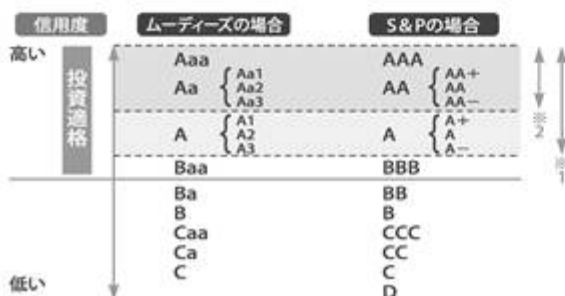 信用度 ムーディーズの場合 S&Pの場合
高い
投資適格
Aaa AAA
Aa { Aa1 Aa2 Aa3 AA { AA+ AA AA−
A { A1 A2 A3 A { A+ A A−
Baa BBB
※2
※1
Ba BB
B B
Caa CCC
Ca CC
C C
低い D